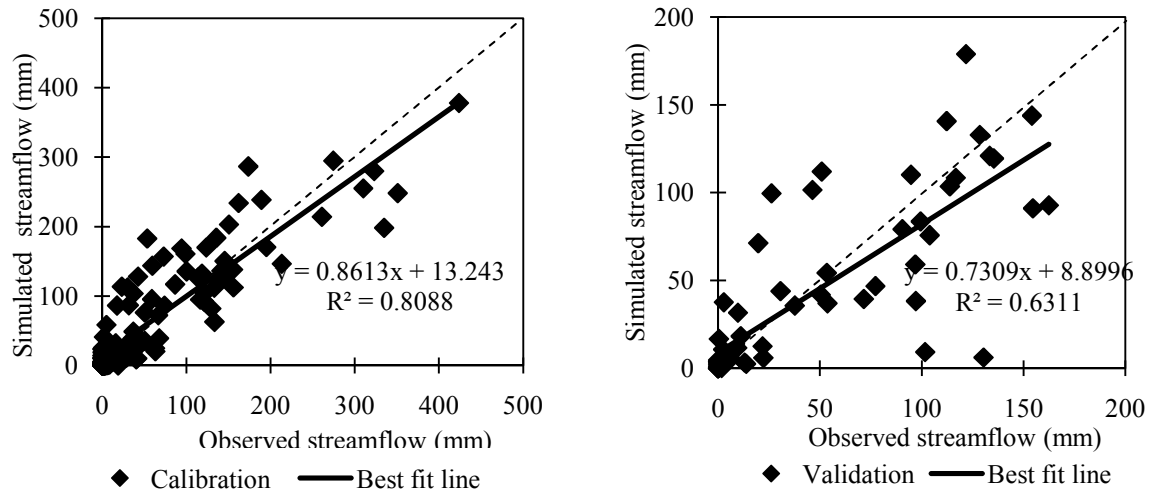 Simulated streamflow (mm)
500
400
300
200
100
0
y = 0.8613x + 13.243
R² = 0.8088
0 100 200 300 400 500
Observed streamflow (mm)
Calibration Best fit line
Simulated streamflow (mm)
200
150
100
50
0
y = 0.7309x + 8.8996
R² = 0.6311
0 50 100 150 200
Observed streamflow (mm)
Validation Best fit line